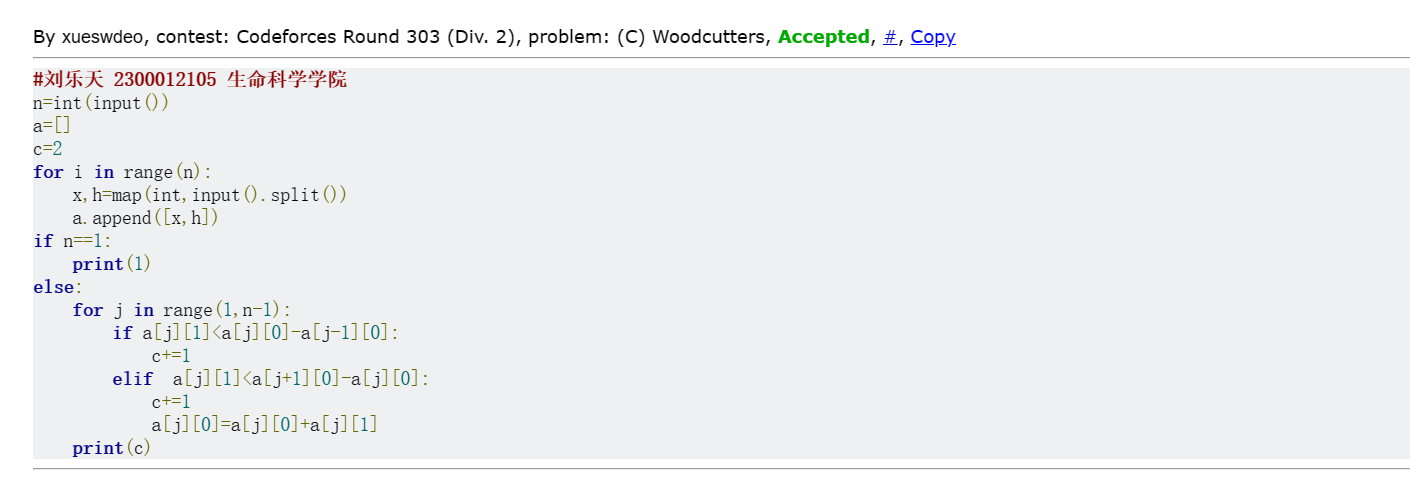 By xueswdeo, contest: Codeforces Round 303 (Div. 2), problem: (C) Woodcutters, Accepted, #, Copy
#刘乐天 2300012105 生命科学学院
n=int(input())
a=[]
c=2
for i in range(n):
    x,h=map(int,input().split())
    a.append([x,h])
if n==1:
    print(1)
else:
    for j in range(1,n-1):
        if a[j][1]<a[j][0]-a[j-1][0]:
            c+=1
        elif  a[j][1]<a[j+1][0]-a[j][0]:
            c+=1
            a[j][0]=a[j][0]+a[j][1]
    print(c)